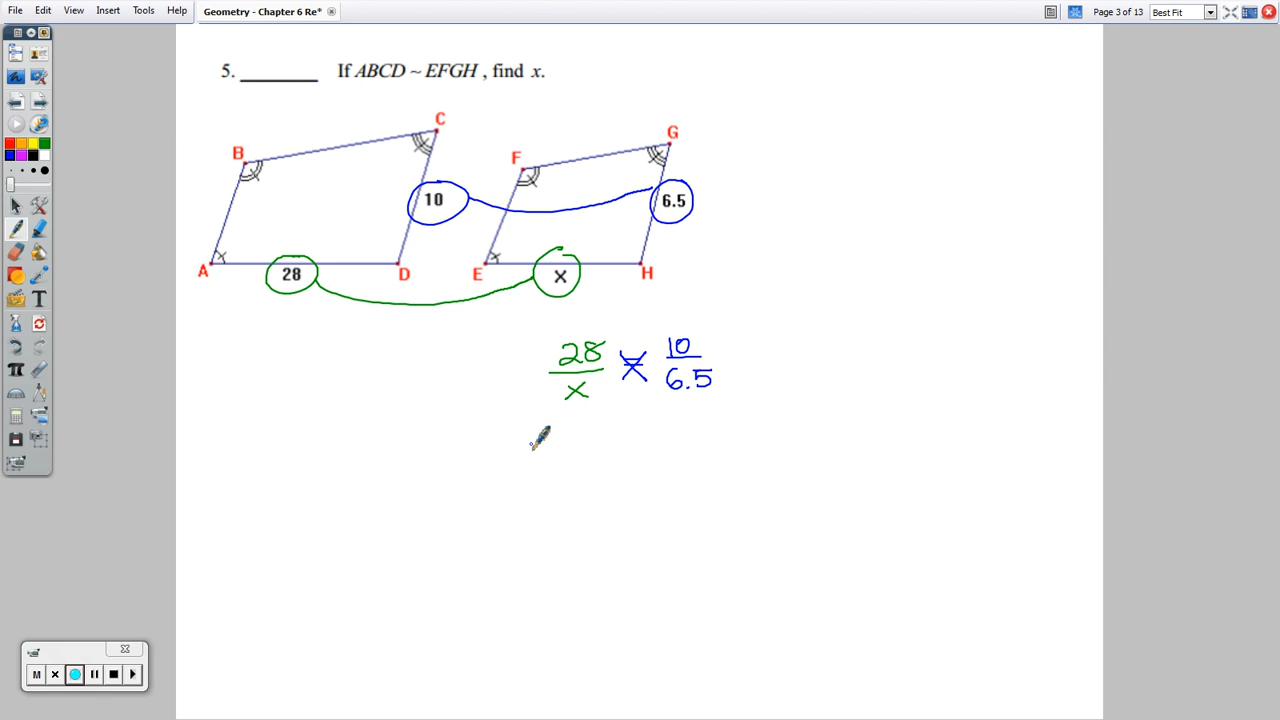 File Edit View Insert Tools Help Geometry - Chapter 6 Re* Page 3 of 13 Best Fit
5. ________ If ABCD ~ EFGH , find x.
C
G
B
F
10
6.5
A
28
D
E
x
H
28/x = 10/6.5
T
M